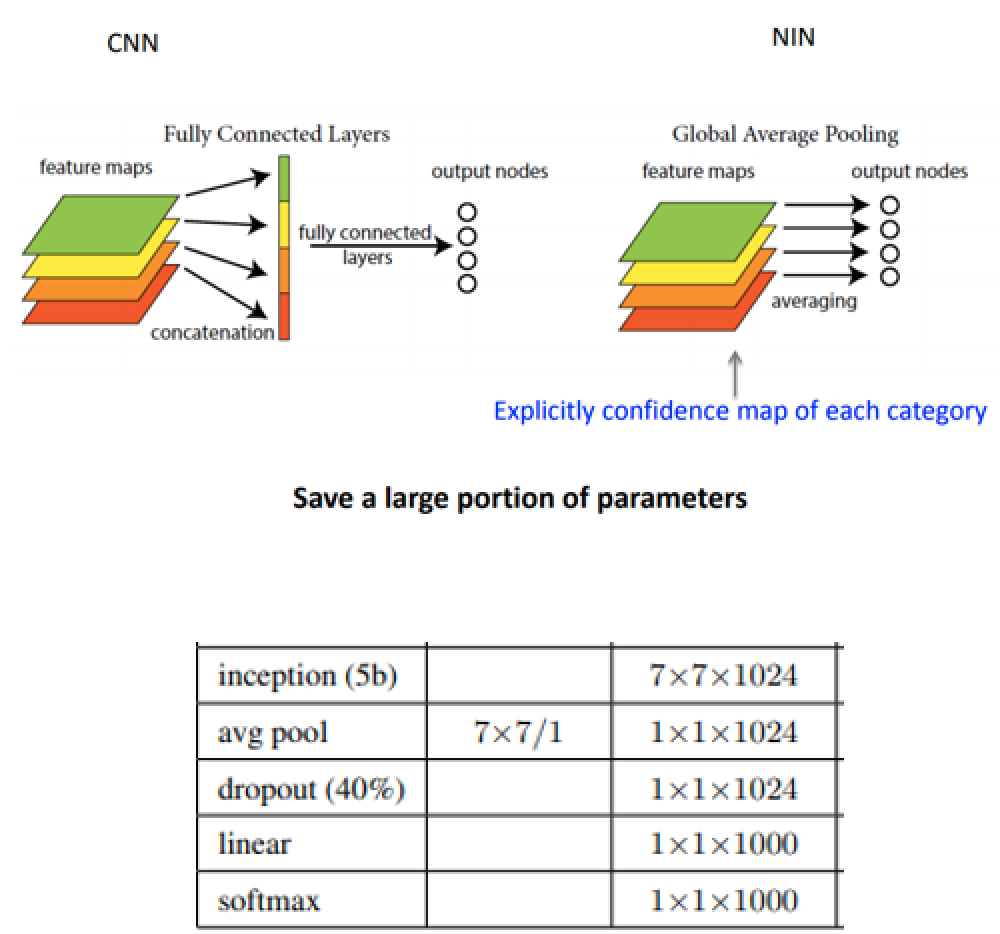 CNN
NIN
Fully Connected Layers
feature maps
output nodes
fully connected
layers
concatenation
Global Average Pooling
feature maps
output nodes
averaging
Explicitly confidence map of each category
Save a large portion of parameters
inception (5b) 7×7×1024
avg pool 7×7/1 1×1×1024
dropout (40%) 1×1×1024
linear 1×1×1000
softmax 1×1×1000